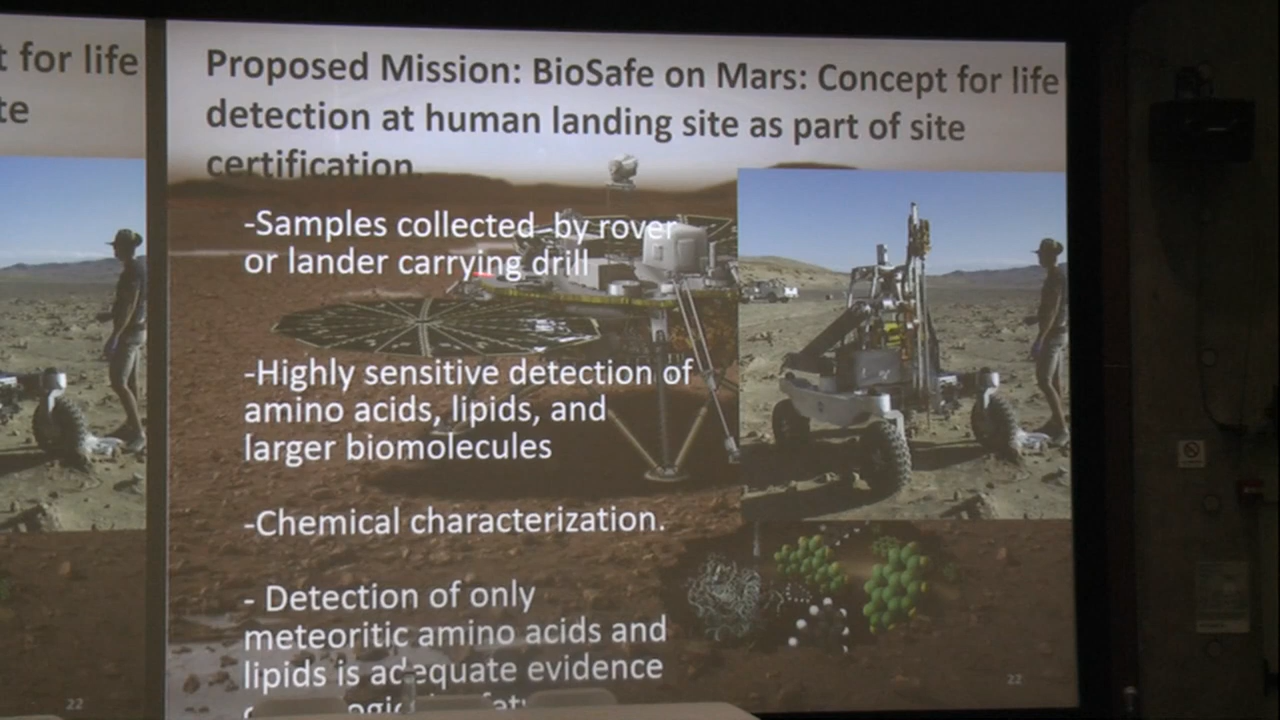 t for life
te
22
Proposed Mission: BioSafe on Mars: Concept for life
detection at human landing site as part of site
certification.
-Samples collected by rover
or lander carrying drill
-Highly sensitive detection of
amino acids, lipids, and
larger biomolecules
-Chemical characterization.
- Detection of only
meteoritic amino acids and
lipids is adequate evidence
22